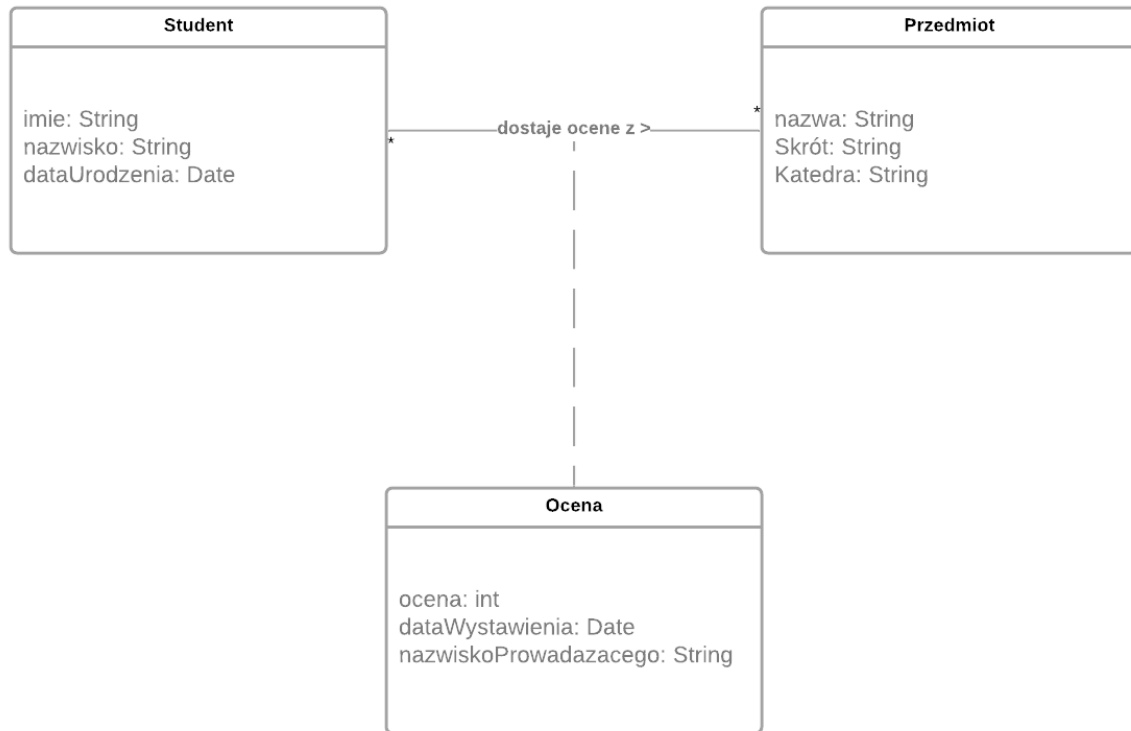 Student
imie: String
nazwisko: String
dataUrodzenia: Date
*
dostaje ocene z >
*
Przedmiot
nazwa: String
Skrót: String
Katedra: String
Ocena
ocena: int
dataWystawienia: Date
nazwiskoProwadazacego: String